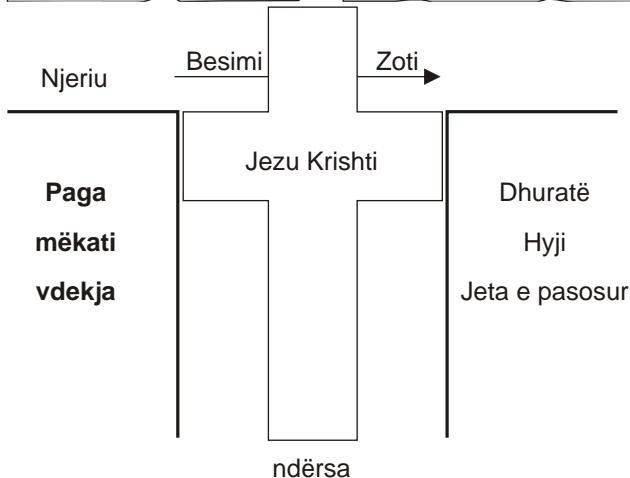 Njeriu Besimi Zoti
Jezu Krishti
Paga
mëkati
vdekja
Dhuratë
Hyji
Jeta e pasosur
ndërsa